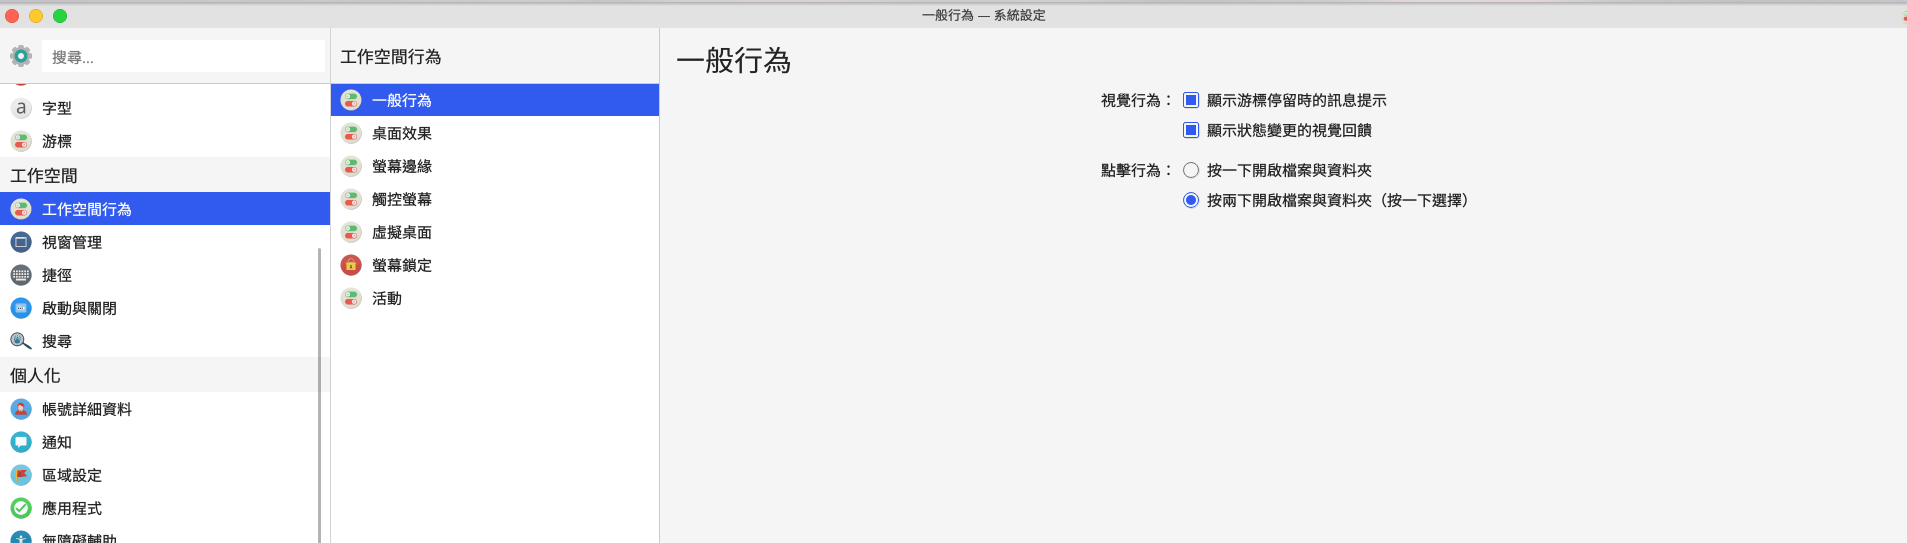 一般行為 — 系統設定
搜尋...
字型
游標
工作空間
工作空間行為
視窗管理
捷徑
啟動與關閉
搜尋
個人化
帳號詳細資料
通知
區域設定
應用程式
無障礙輔助
工作空間行為
一般行為
桌面效果
螢幕邊緣
觸控螢幕
虛擬桌面
螢幕鎖定
活動
一般行為
視覺行為： 顯示游標停留時的訊息提示
顯示狀態變更的視覺回饋
點擊行為： 按一下開啟檔案與資料夾
按兩下開啟檔案與資料夾（按一下選擇）